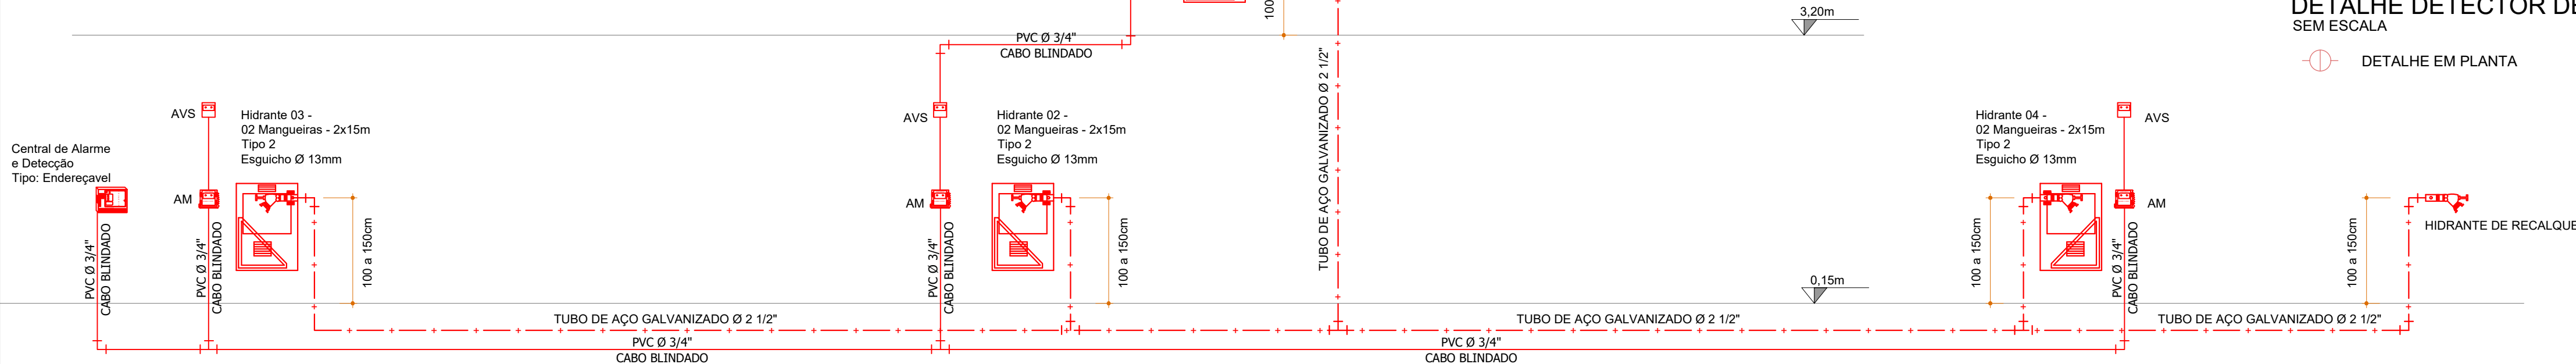 DETALHE DETECTOR DE
SEM ESCALA
DETALHE EM PLANTA
100
3,20m
PVC Ø 3/4"
CABO BLINDADO
TUBO DE AÇO GALVANIZADO Ø 2 1/2"
Central de Alarme
e Detecção
Tipo: Endereçavel
PVC Ø 3/4"
CABO BLINDADO
AVS
AM
PVC Ø 3/4"
CABO BLINDADO
Hidrante 03 -
02 Mangueiras - 2x15m
Tipo 2
Esguicho Ø 13mm
100 a 150cm
AVS
AM
PVC Ø 3/4"
CABO BLINDADO
Hidrante 02 -
02 Mangueiras - 2x15m
Tipo 2
Esguicho Ø 13mm
100 a 150cm
Hidrante 04 -
02 Mangueiras - 2x15m
Tipo 2
Esguicho Ø 13mm
100 a 150cm
AVS
AM
PVC Ø 3/4"
CABO BLINDADO
100 a 150cm
HIDRANTE DE RECALQUE
0,15m
TUBO DE AÇO GALVANIZADO Ø 2 1/2"
TUBO DE AÇO GALVANIZADO Ø 2 1/2"
TUBO DE AÇO GALVANIZADO Ø 2 1/2"
PVC Ø 3/4"
CABO BLINDADO
PVC Ø 3/4"
CABO BLINDADO